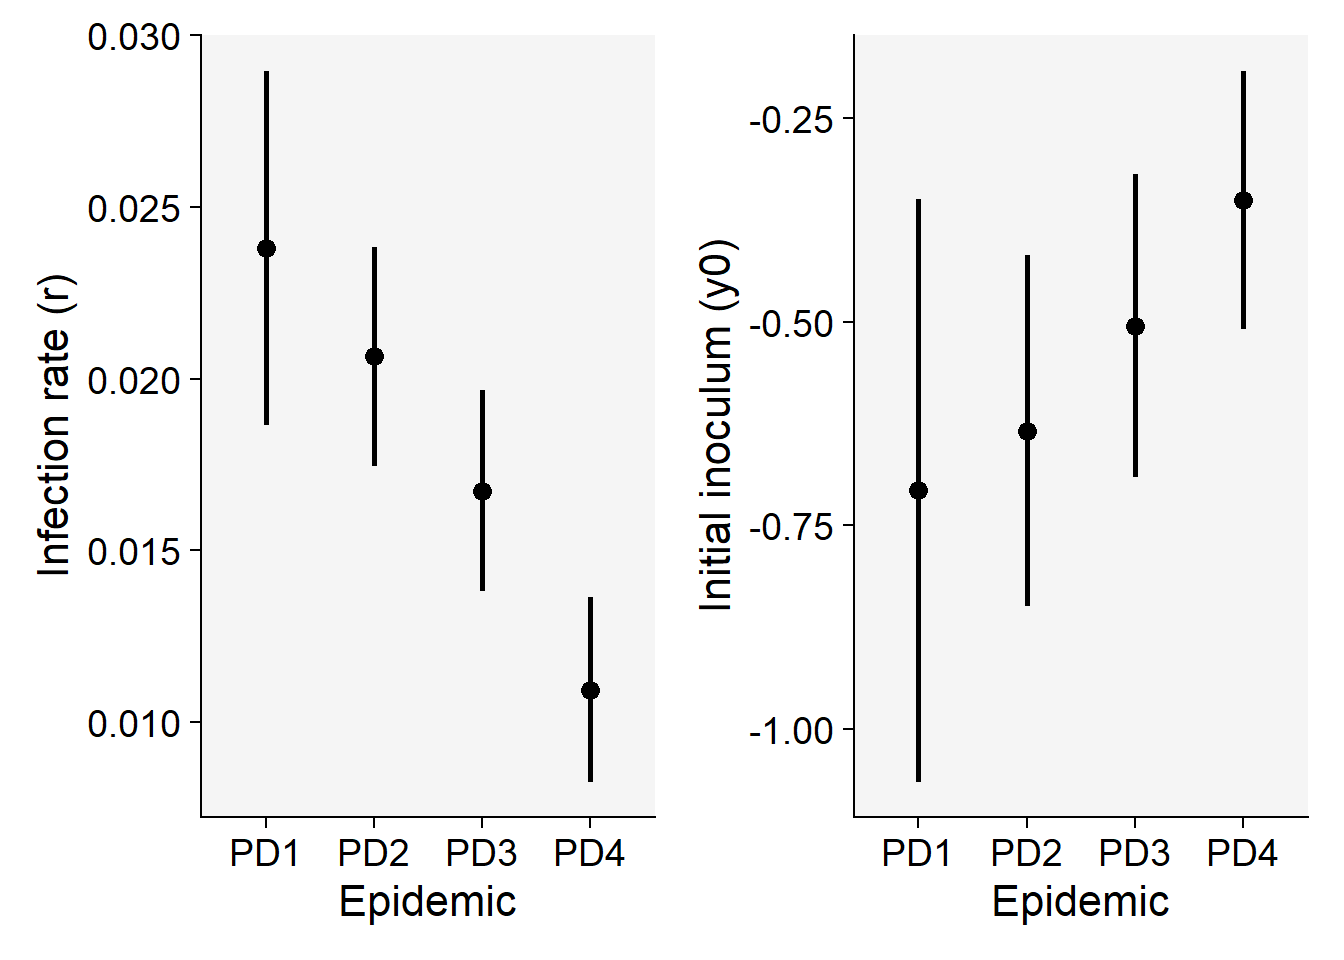 Infection rate (r)
0.030
0.025
0.020
0.015
0.010
PD1 PD2 PD3 PD4
Epidemic
Initial inoculum (y0)
-0.25
-0.50
-0.75
-1.00
PD1 PD2 PD3 PD4
Epidemic